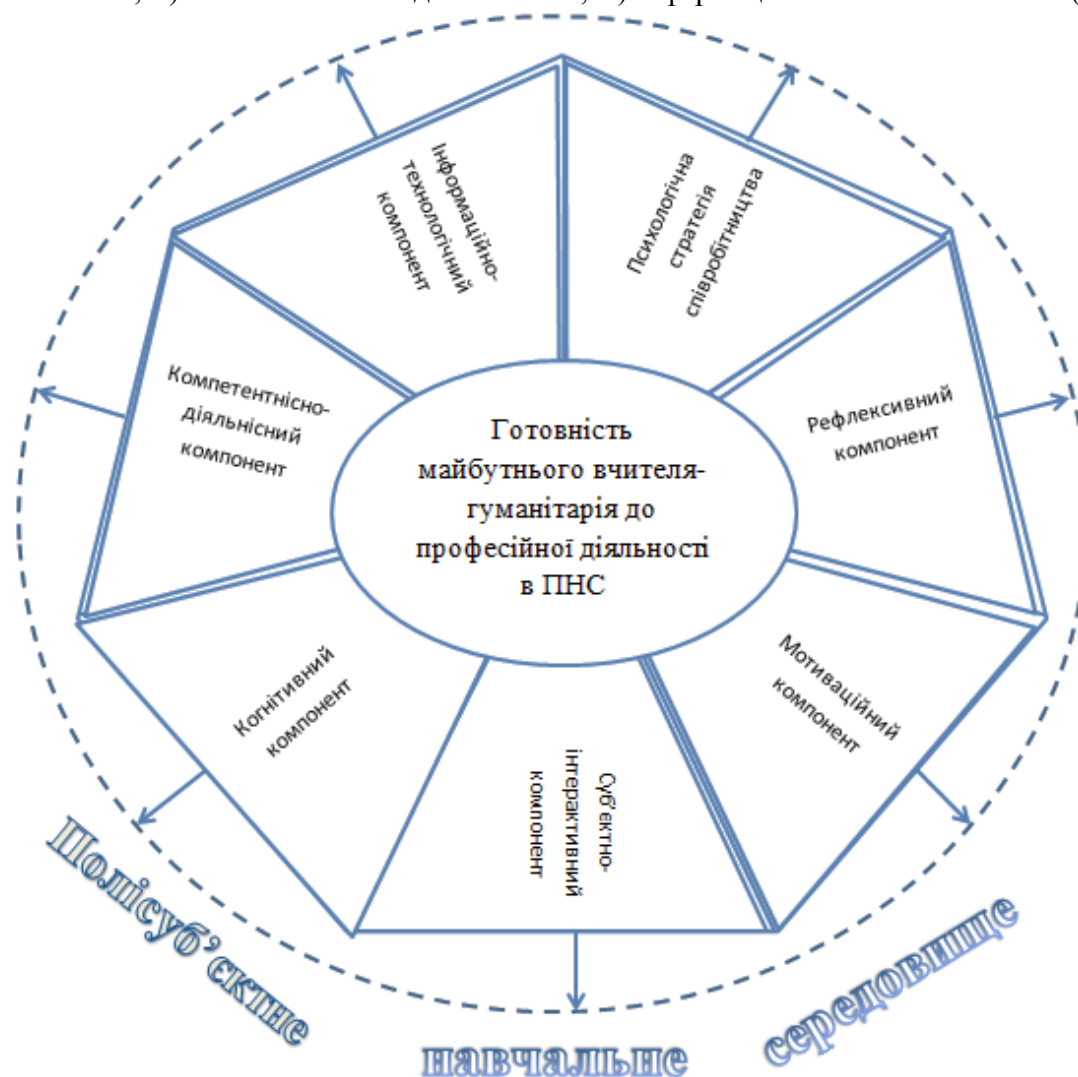 Інформаційно-
технологічний
компонент
Психологічна
стратегія
співробітництва
Компетентнісно-
діяльнісний
компонент
Рефлексивний
компонент
Готовність
майбутнього вчителя-
гуманітарія до
професійної діяльності
в ПНС
Когнітивний
компонент
Суб'єктно-
інтерактивний
компонент
Мотиваційний
компонент
Полісуб’єктне
навчальне
середовище